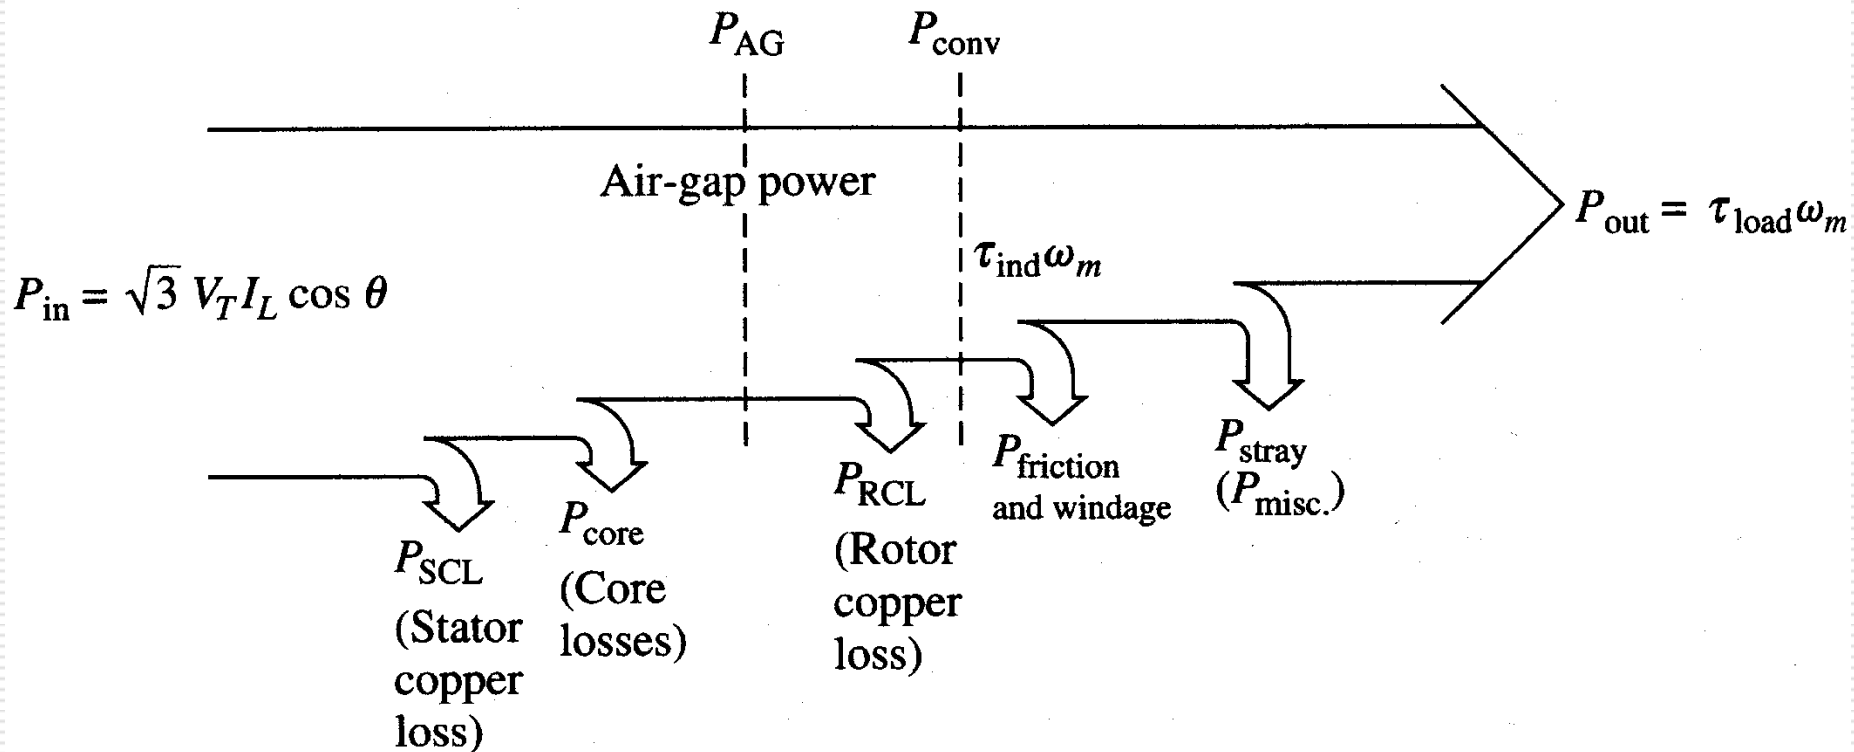 P_AG
P_conv
Air-gap power
P_out = τ_load ω_m
τ_ind ω_m
P_in = √3 V_T I_L cos θ
P_SCL
(Stator
copper
loss)
P_core
(Core
losses)
P_RCL
(Rotor
copper
loss)
P_friction
and windage
P_stray
(P_misc.)